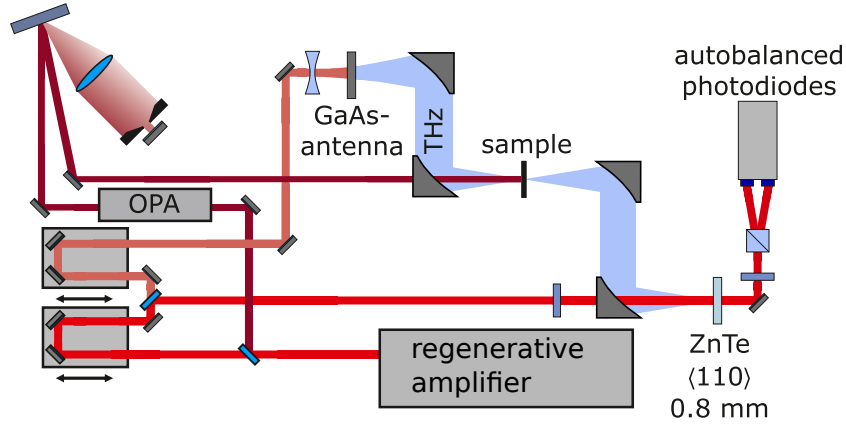 autobalanced
photodiodes
GaAs-
antenna
THz
sample
OPA
regenerative
amplifier
ZnTe
⟨110⟩
0.8 mm